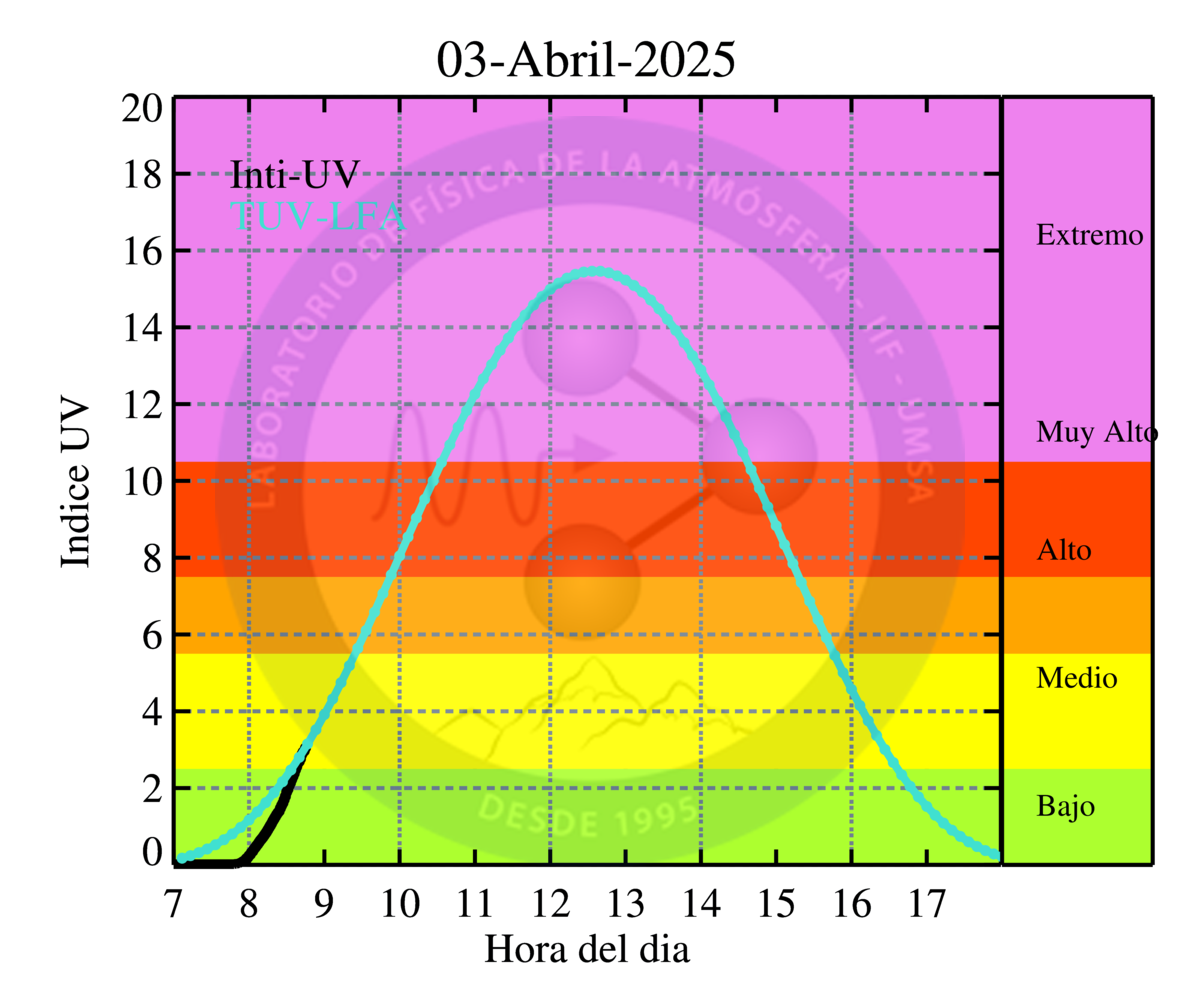 03-Abril-2025
Indice UV
20
18
16
14
12
10
8
6
4
2
0
Inti-UV
TUV-LFA
LABORATORIO DE FÍSICA DE LA ATMÓSFERA - IIF - UMSA
DESDE 1995
Extremo
Muy Alto
Alto
Medio
Bajo
7 8 9 10 11 12 13 14 15 16 17
Hora del dia